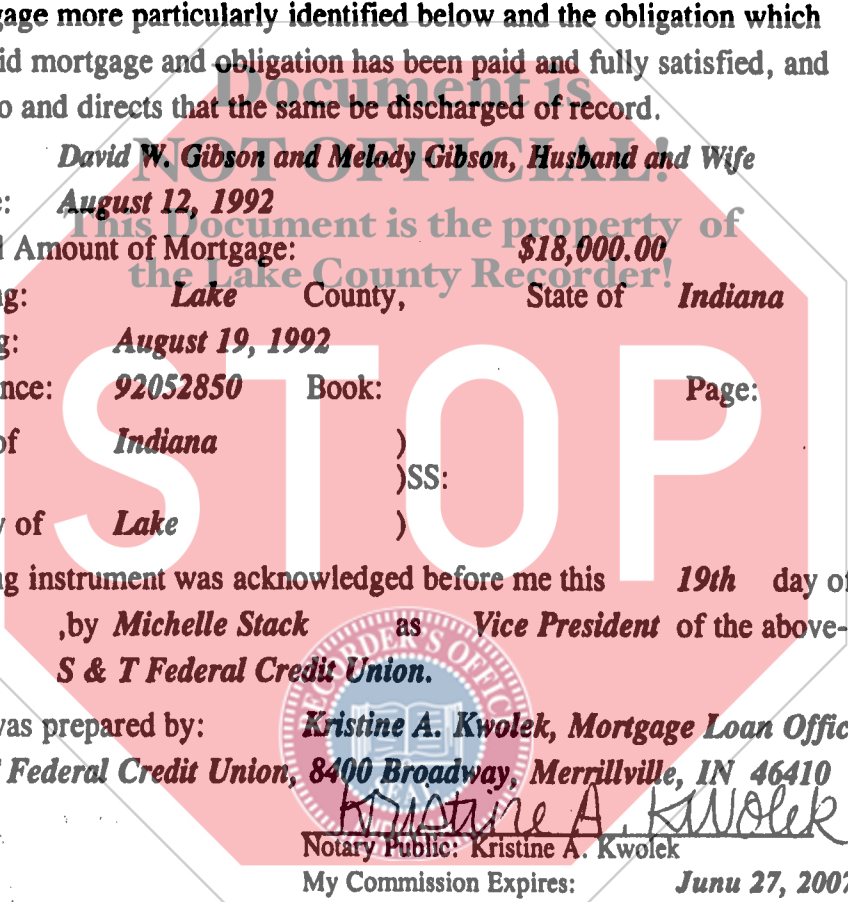 gage more particularly identified below and the obligation which
id mortgage and obligation has been paid and fully satisfied, and
o and directs that the same be discharged of record.
Document is
NOT OFFICIAL!
This Document is the property of
the Lake County Recorder!
David W. Gibson and Melody Gibson, Husband and Wife
e: August 12, 1992
l Amount of Mortgage: $18,000.00
g: Lake County, State of Indiana
g: August 19, 1992
nce: 92052850 Book: Page:
of Indiana )
)SS:
y of Lake )
STOP
ng instrument was acknowledged before me this 19th day of
,by Michelle Stack as Vice President of the above-
S & T Federal Credit Union.
RECORDER'S OFFIC
was prepared by: Kristine A. Kwolek, Mortgage Loan Offic
T Federal Credit Union, 8400 Broadway, Merrillville, IN 46410
Kristine A. Kwolek
Notary Public: Kristine A. Kwolek
My Commission Expires: Junu 27, 2007